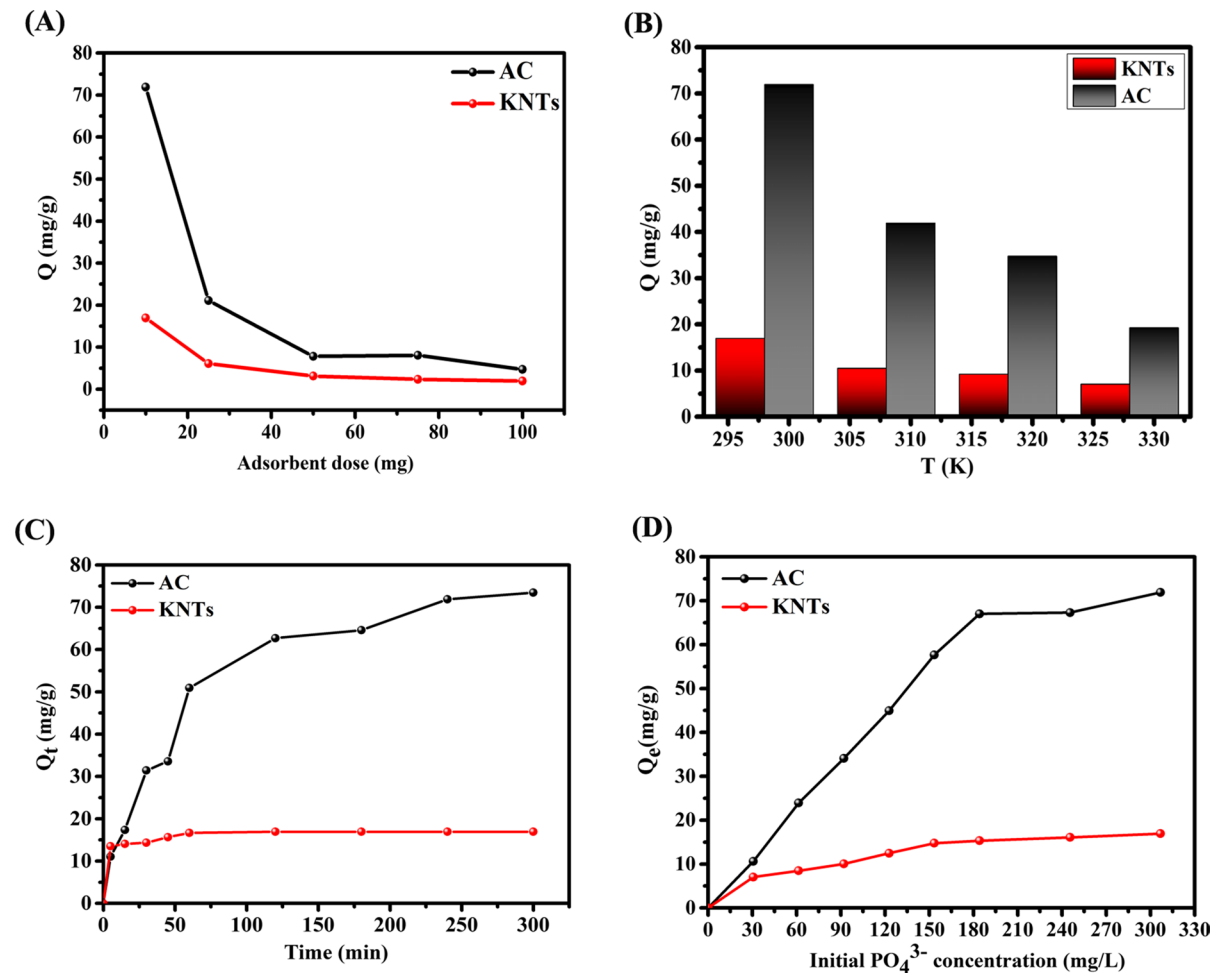 (A)
80
70
60
50
40
30
20
10
0
Q (mg/g)
AC
KNTs
0 20 40 60 80 100
Adsorbent dose (mg)
(B)
80
70
60
50
40
30
20
10
0
Q (mg/g)
KNTs
AC
295 300 305 310 315 320 325 330
T (K)
(C)
80
70
60
50
40
30
20
10
0
Qt (mg/g)
AC
KNTs
0 50 100 150 200 250 300
Time (min)
(D)
80
70
60
50
40
30
20
10
0
Qe(mg/g)
AC
KNTs
0 30 60 90 120 150 180 210 240 270 300 330
Initial PO₄³⁻ concentration (mg/L)